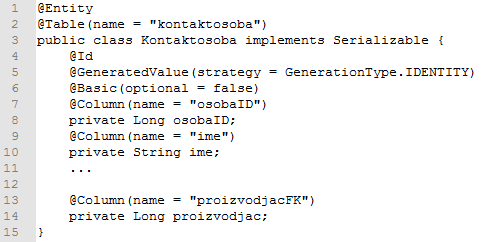 1 @Entity
2 @Table(name = "kontaktosoba")
3 public class Kontaktosoba implements Serializable {
4     @Id
5     @GeneratedValue(strategy = GenerationType.IDENTITY)
6     @Basic(optional = false)
7     @Column(name = "osobaID")
8     private Long osobaID;
9     @Column(name = "ime")
10     private String ime;
11     ...
12
13     @Column(name = "proizvodjacFK")
14     private Long proizvodjac;
15 }